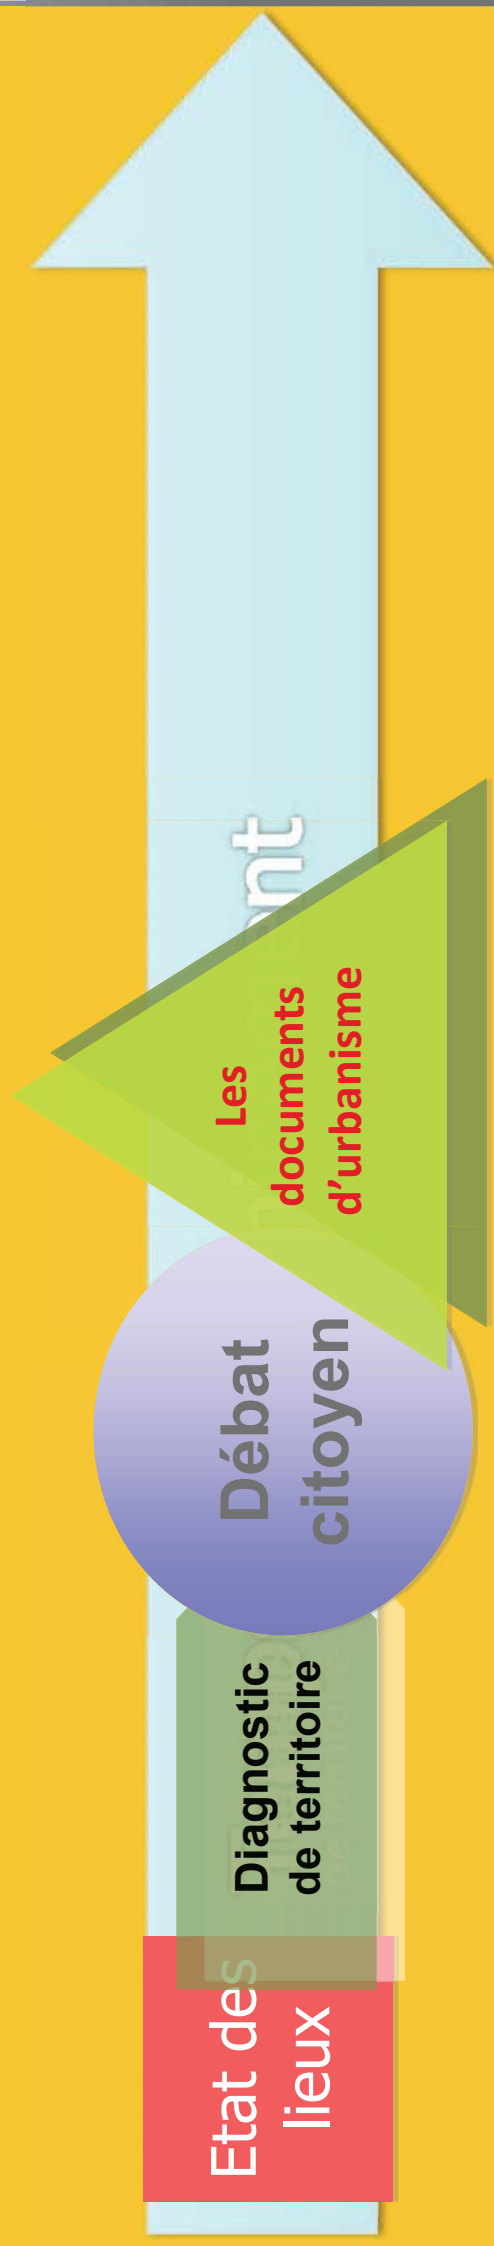 Etat des
lieux
Diagnostic
de territoire
Débat
citoyen
Les
documents
d'urbanisme